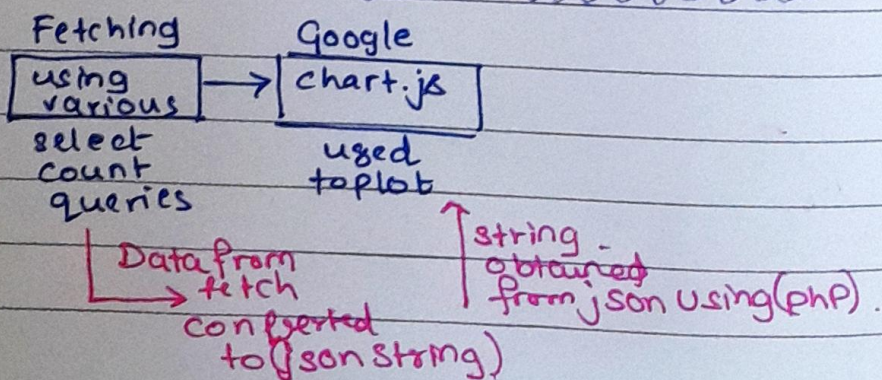 Fetching
using
various
select
count
queries
Google
chart.js
used
to plot
Data from
fetch
converted
to (json string)
string
obtained
from json using (php).